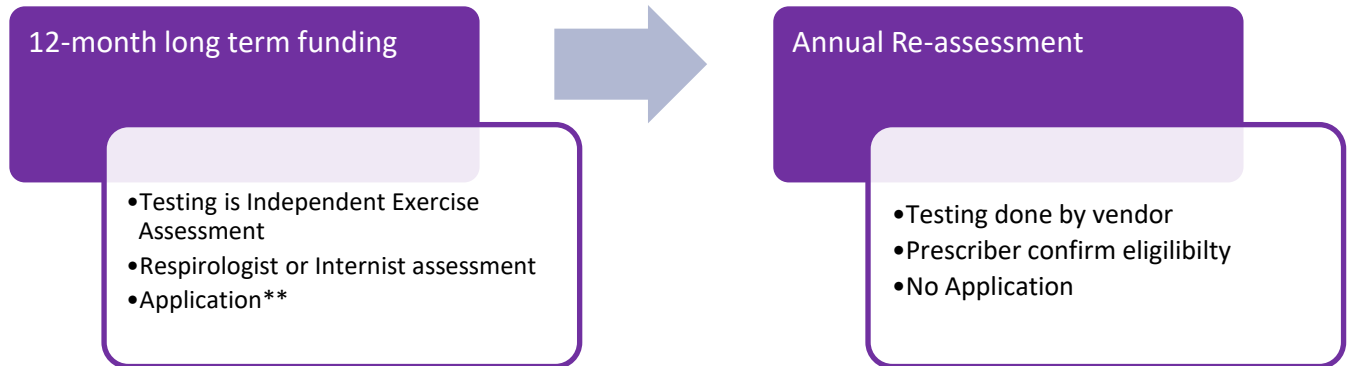 12-month long term funding
•Testing is Independent Exercise
Assessment
•Respirologist or Internist assessment
•Application**
Annual Re-assessment
•Testing done by vendor
•Prescriber confirm eligilibilty
•No Application